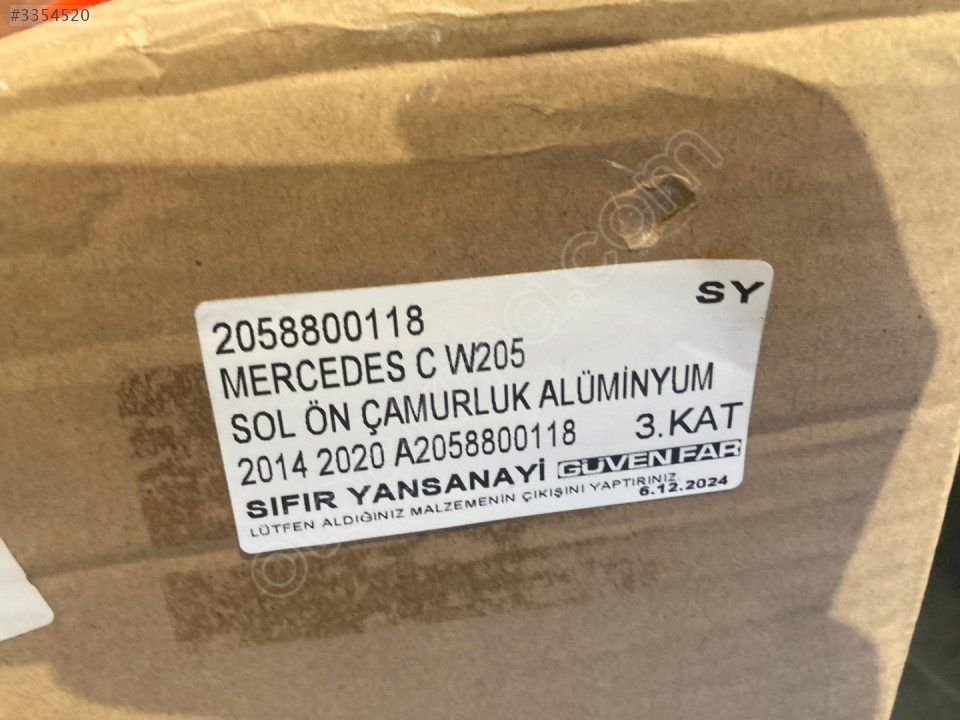 #3354520
SY
2058800118
MERCEDES C W205
SOL ÖN ÇAMURLUK ALÜMİNYUM
2014 2020 A2058800118 3.KAT
SIFIR YANSANAYİ GÜVEN FAR
LÜTFEN ALDIĞINIZ MALZEMENİN ÇIKIŞINI YAPTIRINIZ.
6.12.2024